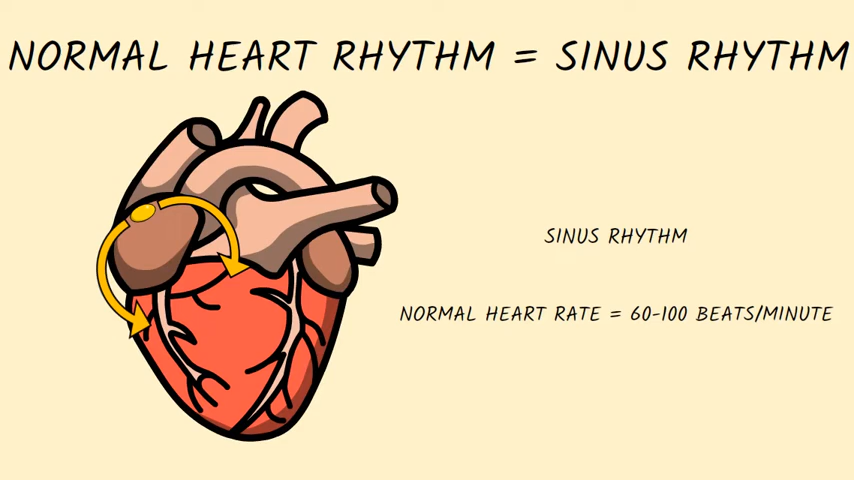 NORMAL HEART RHYTHM = SINUS RHYTHM
SINUS RHYTHM
NORMAL HEART RATE = 60-100 BEATS/MINUTE